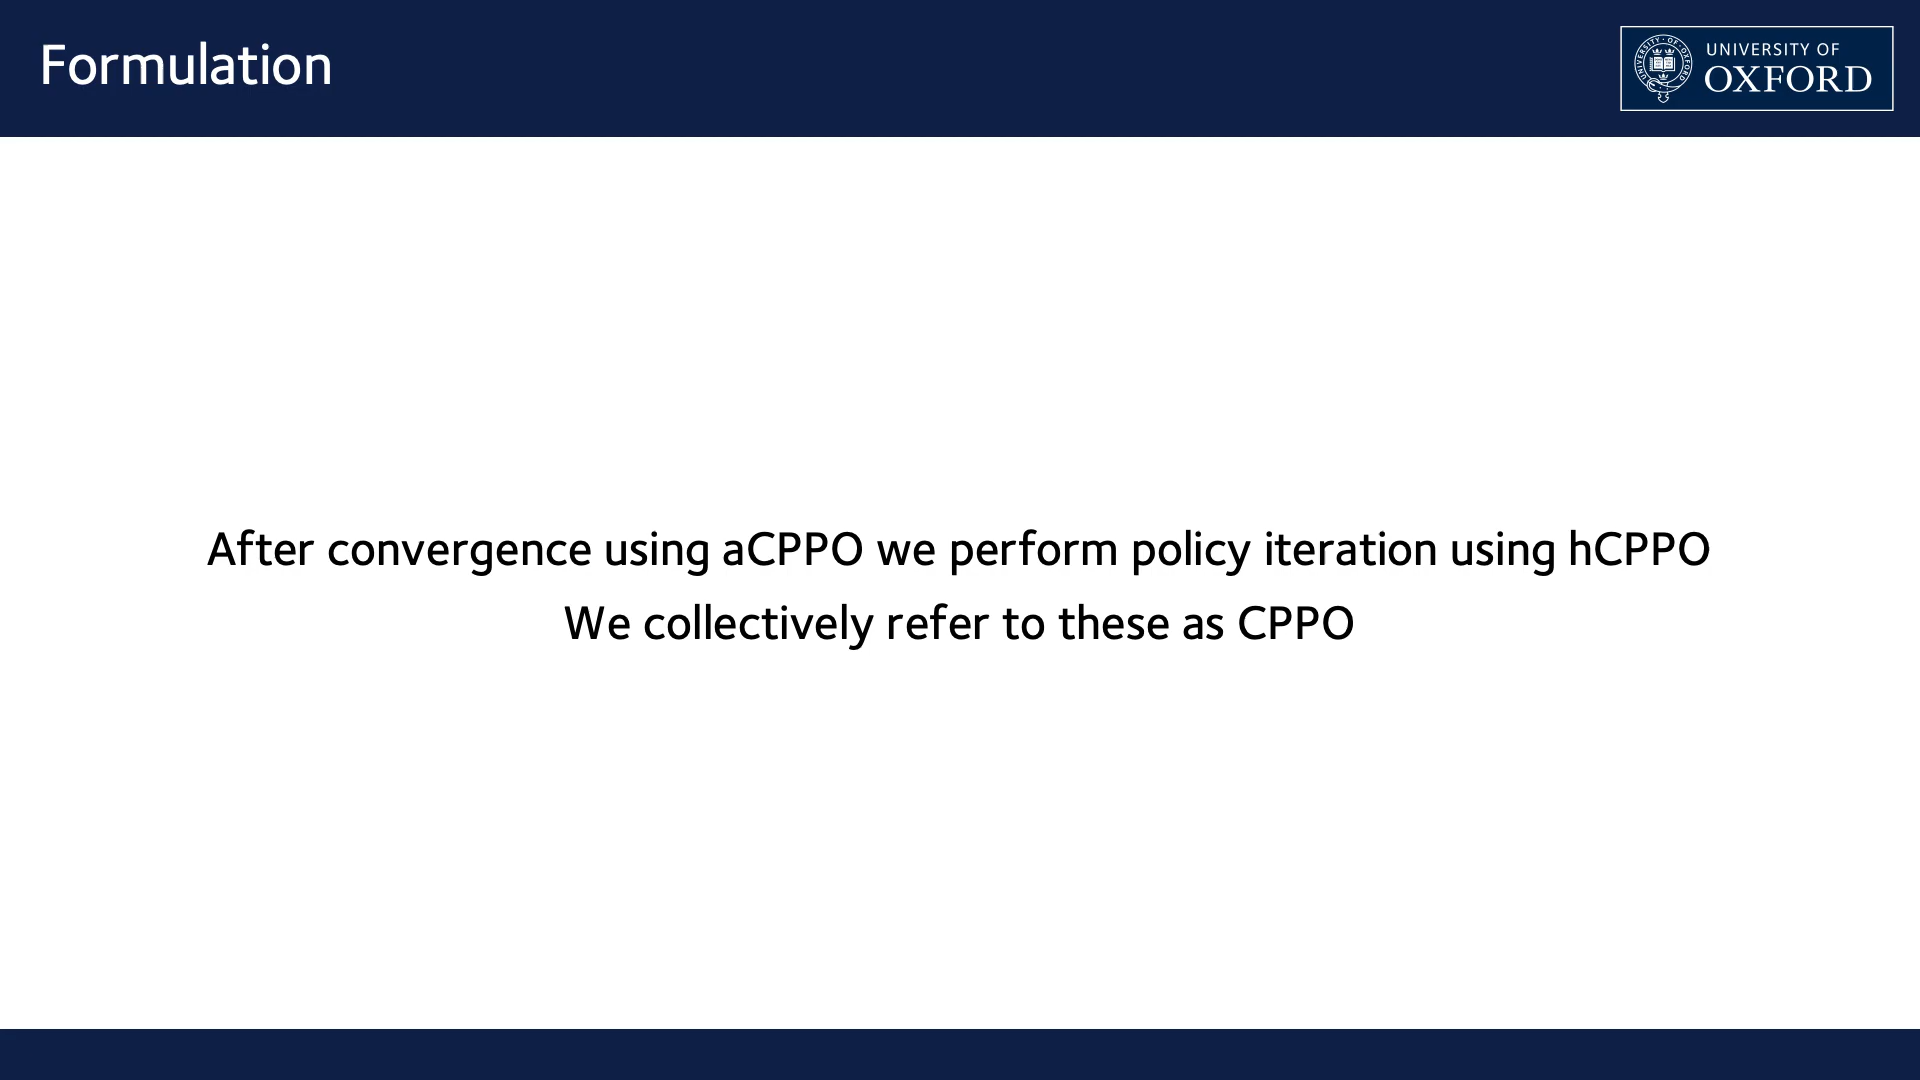 Formulation
UNIVERSITY OF
OXFORD
After convergence using aCPPO we perform policy iteration using hCPPO
We collectively refer to these as CPPO